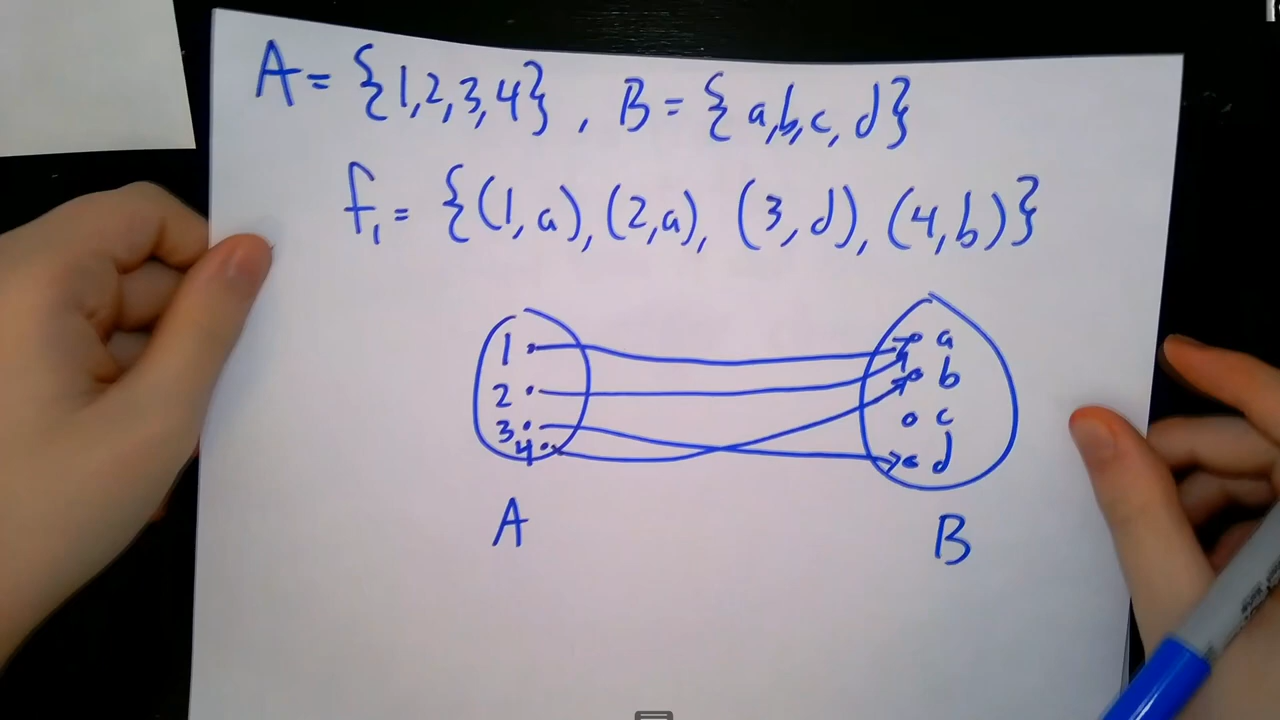 A = {1,2,3,4} , B = {a,b,c,d}
f₁ = {(1,a),(2,a),(3,d),(4,b)}
1 a
2 b
3 c
4 d
A B